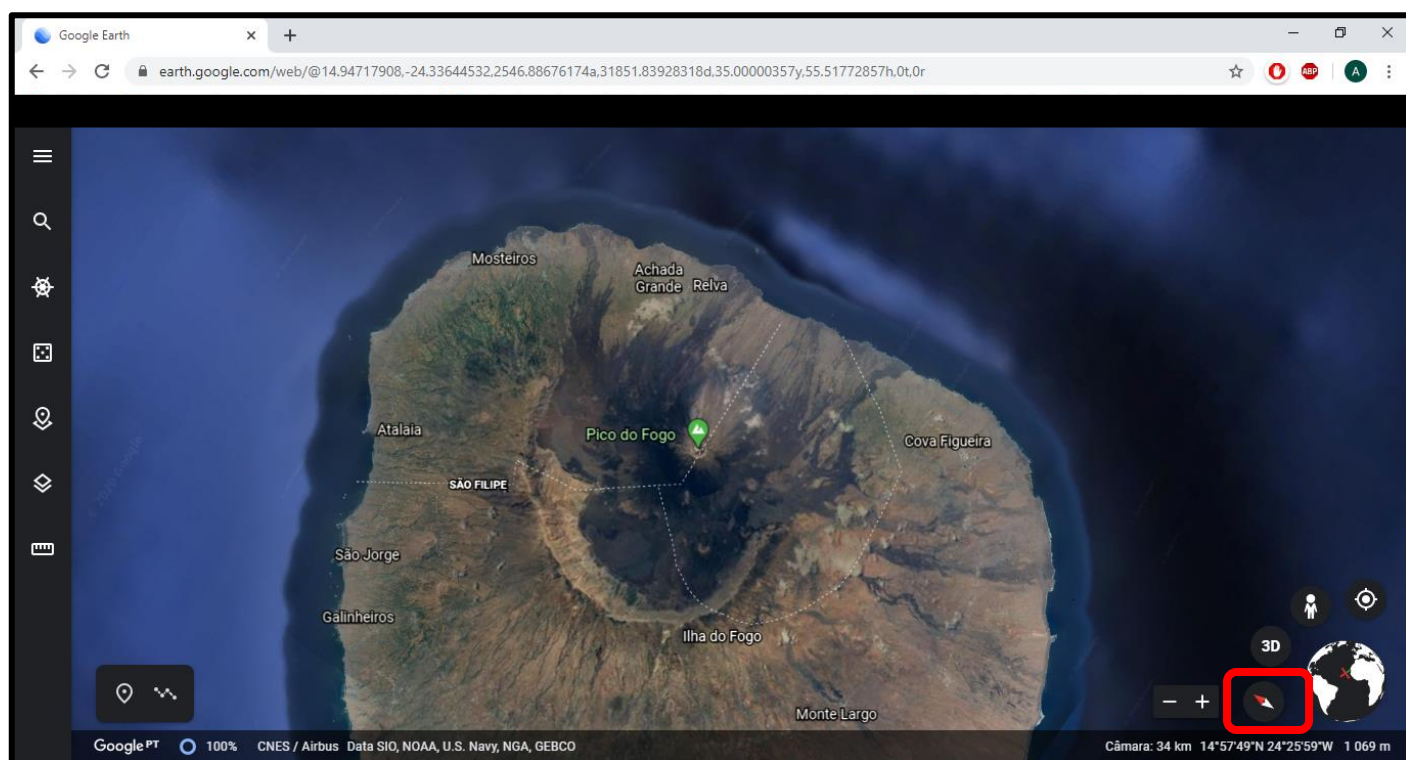 Google Earth
earth.google.com/web/@14.94717908,-24.33644532,2546.88676174a,31851.83928318d,35.00000357y,55.51772857h,0t,0r
ABP
A
Mosteiros
Achada
Grande
Relva
Pico do Fogo
Atalaia
Cova Figueira
SÃO FILIPE
São Jorge
Galinheiros
Ilha do Fogo
3D
Monte Largo
© 2020 Google
Google PT 100% CNES / Airbus Data SIO, NOAA, U.S. Navy, NGA, GEBCO Câmara: 34 km 14°57'49"N 24°25'59"W 1 069 m